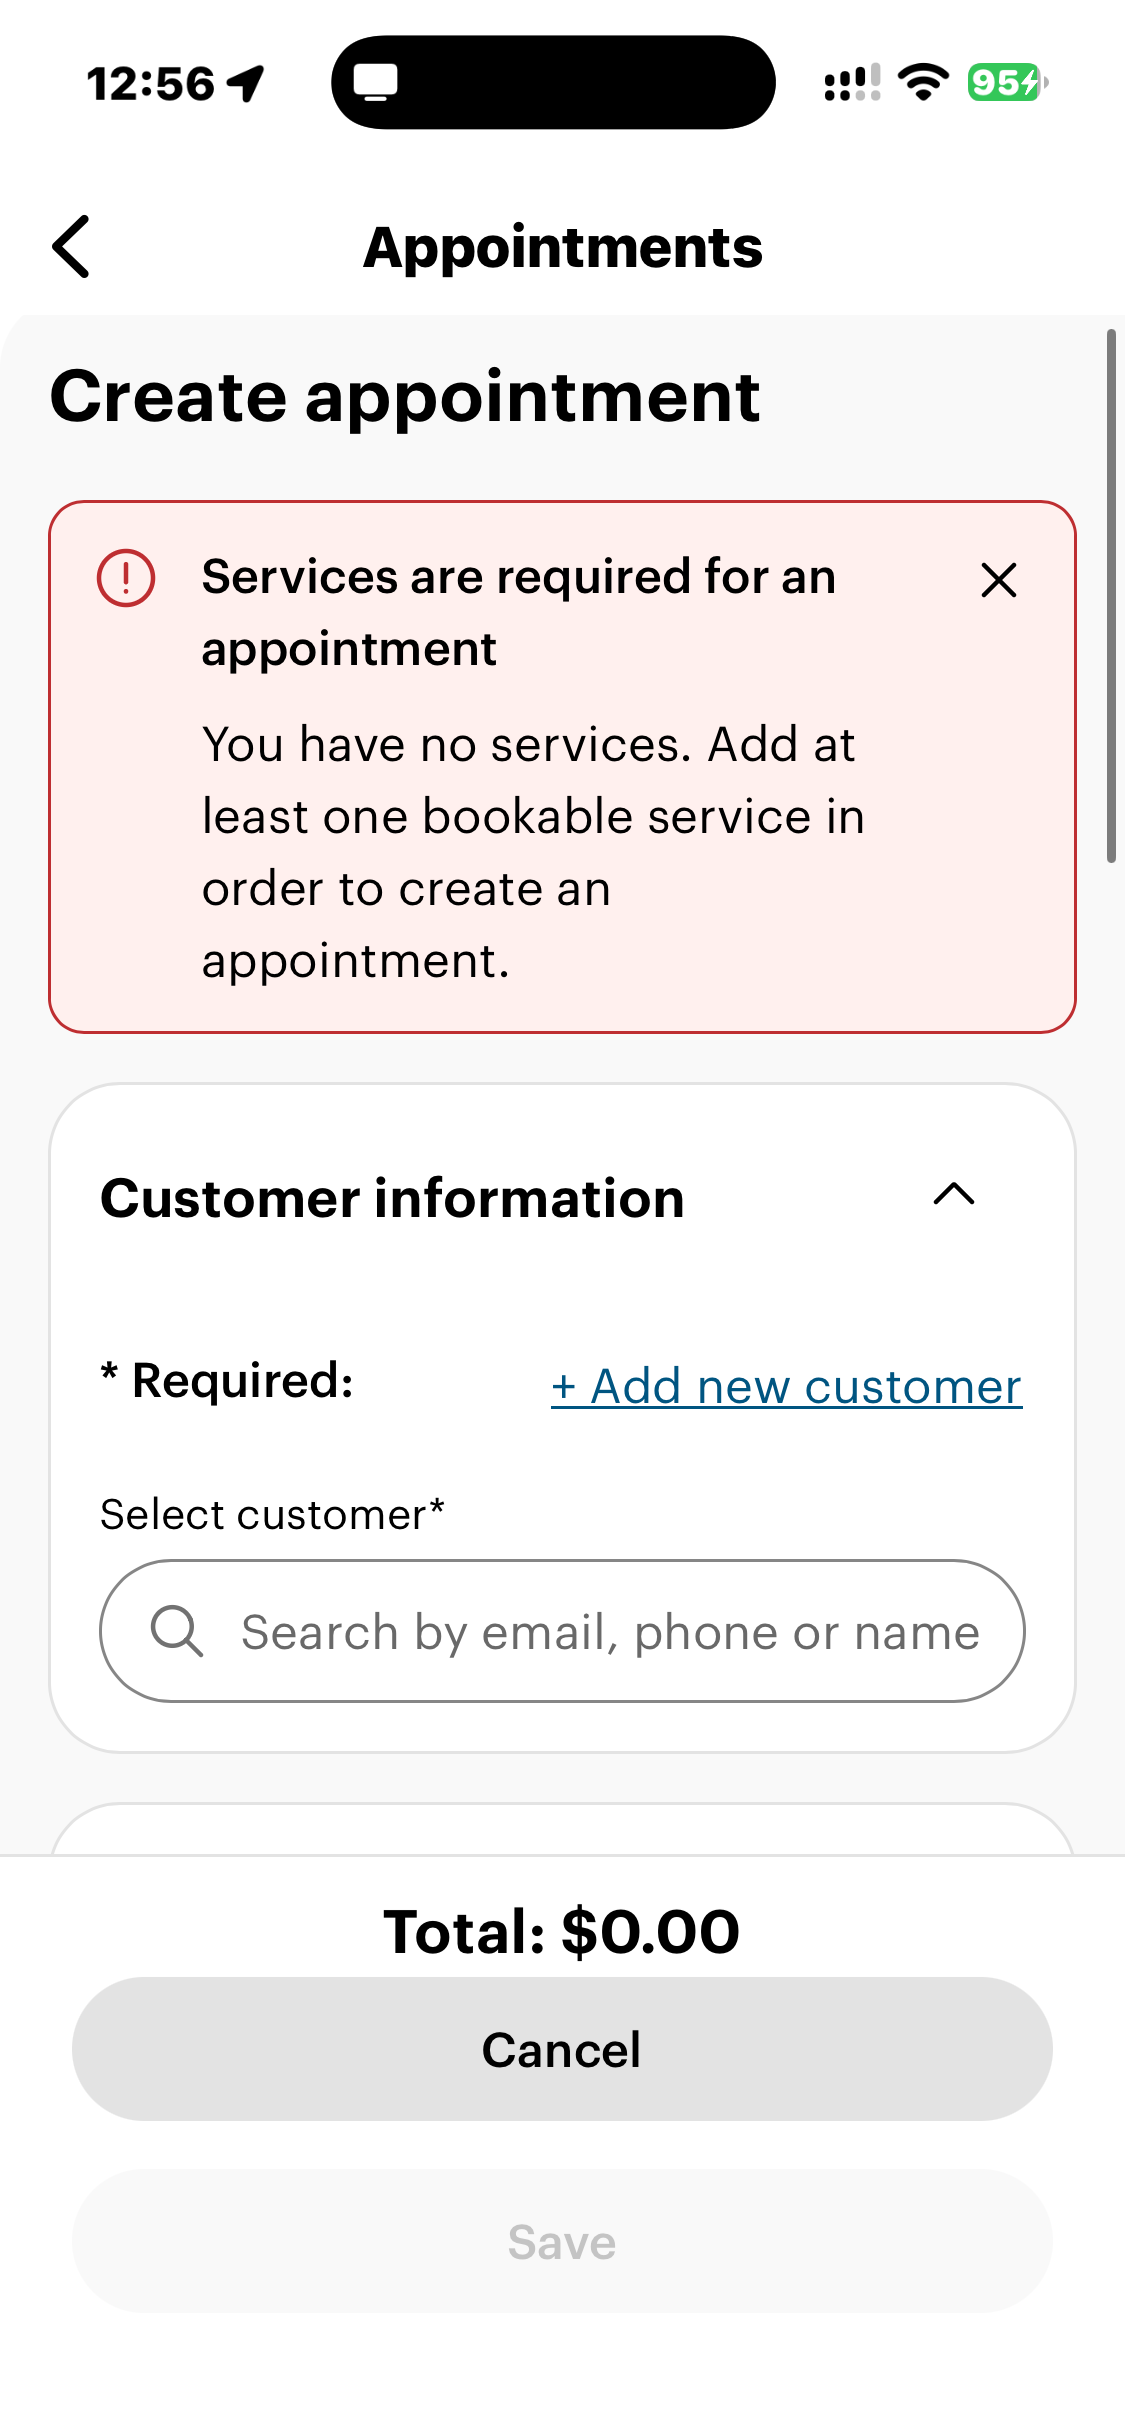 12:56
95
Appointments
Create appointment
Services are required for an
appointment
You have no services. Add at
least one bookable service in
order to create an
appointment.
Customer information
* Required:
+ Add new customer
Select customer*
Search by email, phone or name
Total: $0.00
Cancel
Save